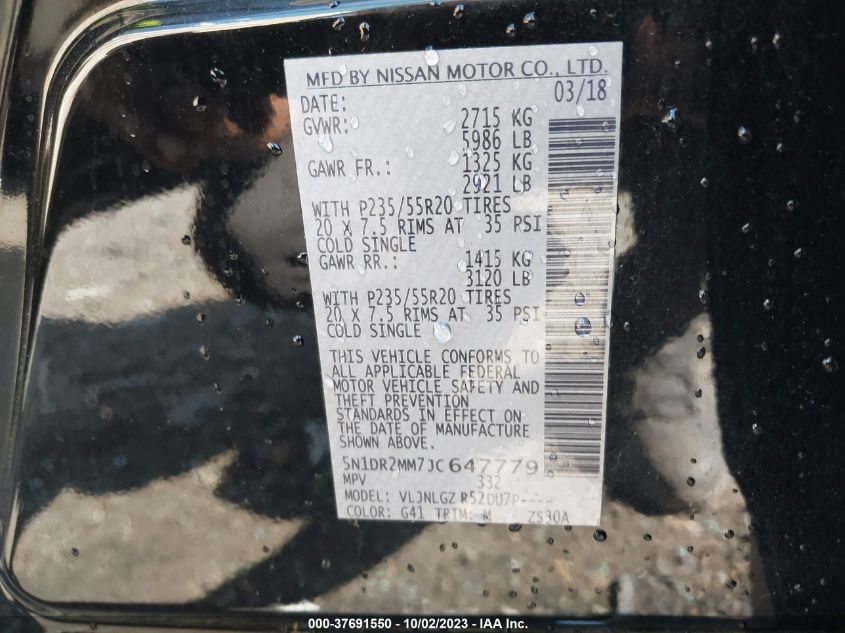 MFD BY NISSAN MOTOR CO., LTD.
DATE: 03/18
GVWR: 2715 KG
5986 LB
GAWR FR.: 1325 KG
2921 LB
WITH P235/55R20 TIRES
20 X 7.5 RIMS AT 35 PSI
COLD SINGLE
GAWR RR.: 1415 KG
3120 LB
WITH P235/55R20 TIRES
20 X 7.5 RIMS AT 35 PSI
COLD SINGLE
THIS VEHICLE CONFORMS TO
ALL APPLICABLE FEDERAL
MOTOR VEHICLE SAFETY AND
THEFT PREVENTION
STANDARDS IN EFFECT ON
THE DATE OF MANUFACTURE
SHOWN ABOVE.
5N1DR2MM7JC647779
MPV 332
MODEL: VLJNLGZ R52DU7P----
COLOR: G41 TRIM: M ZS30A
000-37691550 - 10/02/2023 - IAA Inc.